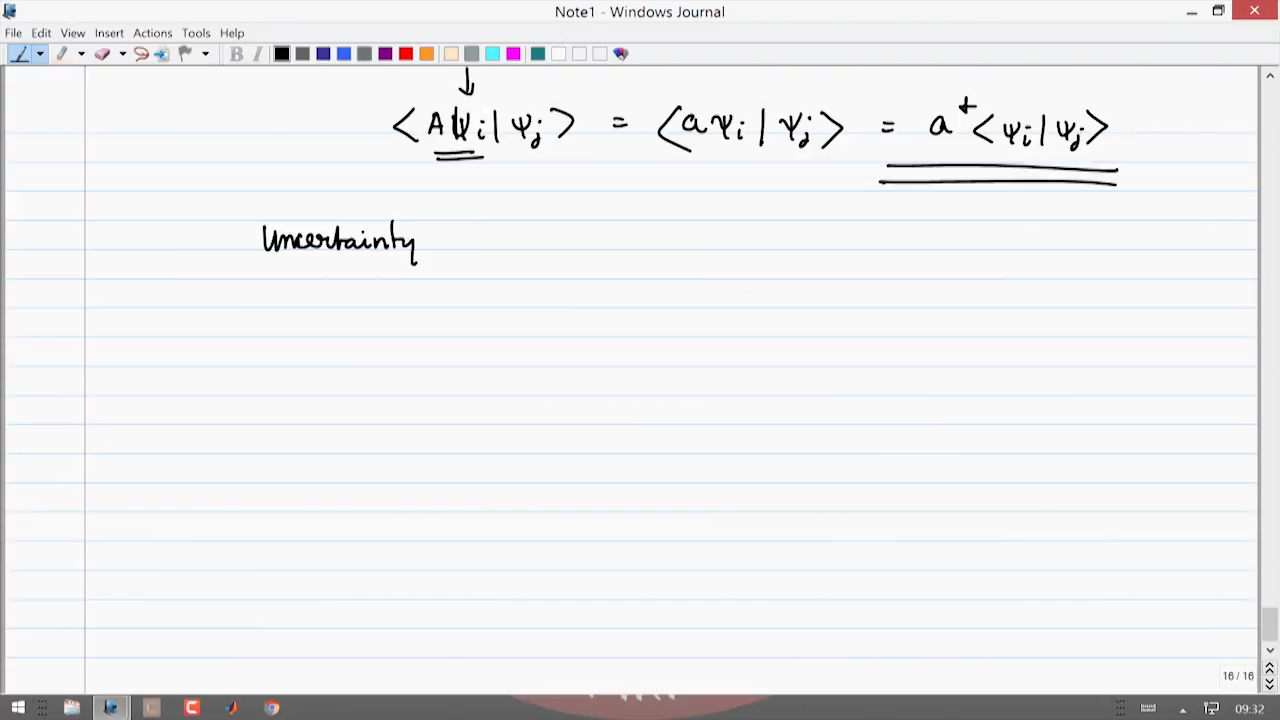 Note1 - Windows Journal
File Edit View Insert Actions Tools Help
B I
↓
< Aψi | ψj > = < aψi | ψj > = a⁺ < ψi | ψj >
Uncertainty
16 / 16
09:32